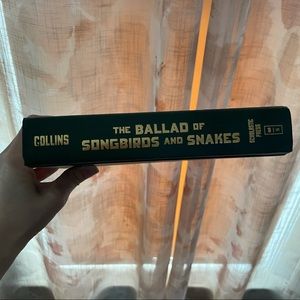 COLLINS
THE BALLAD OF
SONGBIRDS AND SNAKES
SCHOLASTIC
PRESS